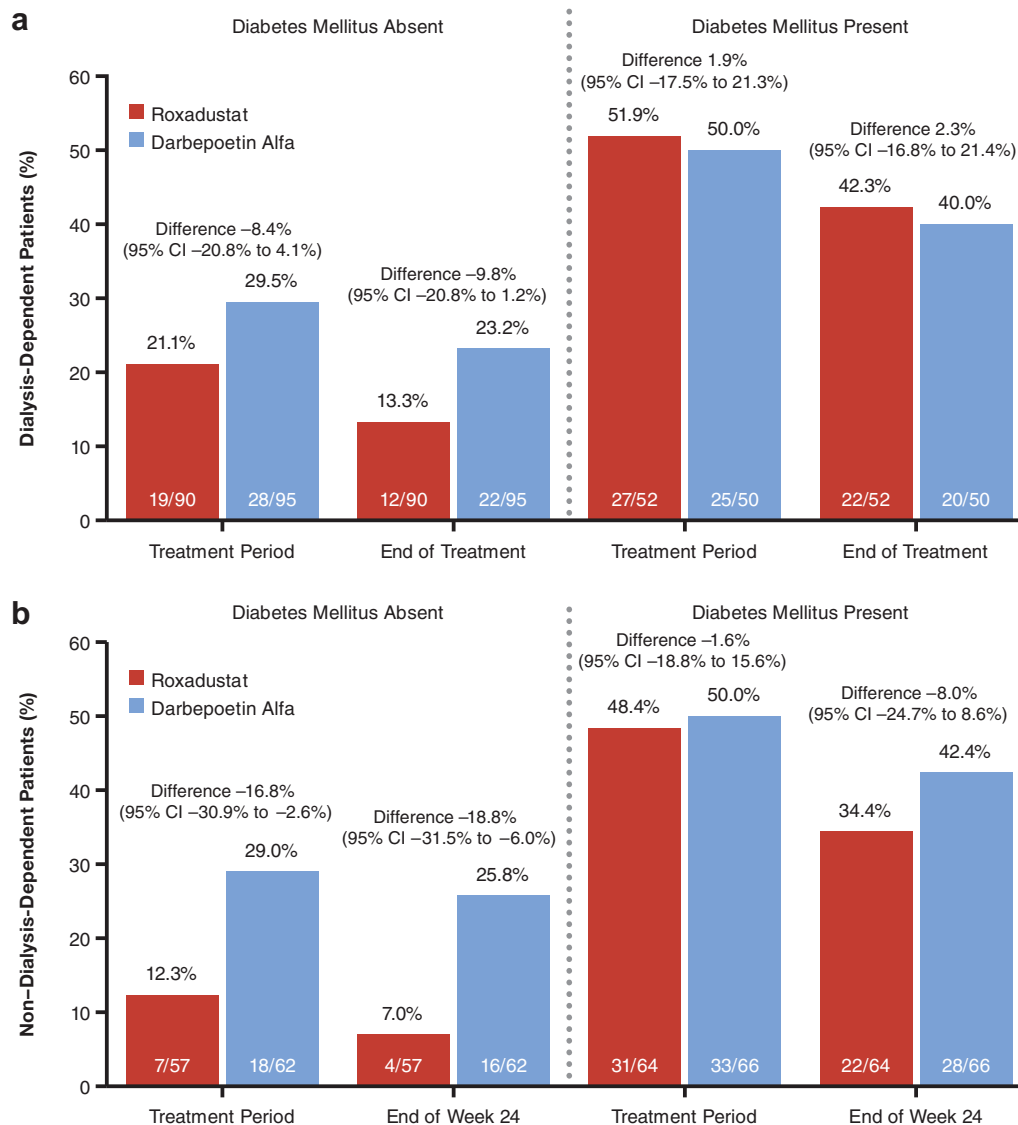 a
Diabetes Mellitus Absent
Diabetes Mellitus Present
Dialysis-Dependent Patients (%)
60
50
40
30
20
10
0
Roxadustat
Darbepoetin Alfa
Difference –8.4%
(95% CI –20.8% to 4.1%)
21.1%
29.5%
19/90
28/95
Treatment Period
Difference –9.8%
(95% CI –20.8% to 1.2%)
13.3%
23.2%
12/90
22/95
End of Treatment
Difference 1.9%
(95% CI –17.5% to 21.3%)
51.9%
50.0%
27/52
25/50
Treatment Period
Difference 2.3%
(95% CI –16.8% to 21.4%)
42.3%
40.0%
22/52
20/50
End of Treatment
b
Diabetes Mellitus Absent
Diabetes Mellitus Present
Non–Dialysis-Dependent Patients (%)
60
50
40
30
20
10
0
Roxadustat
Darbepoetin Alfa
Difference –16.8%
(95% CI –30.9% to –2.6%)
12.3%
29.0%
7/57
18/62
Treatment Period
Difference –18.8%
(95% CI –31.5% to –6.0%)
7.0%
25.8%
4/57
16/62
End of Week 24
Difference –1.6%
(95% CI –18.8% to 15.6%)
48.4%
50.0%
31/64
33/66
Treatment Period
Difference –8.0%
(95% CI –24.7% to 8.6%)
34.4%
42.4%
22/64
28/66
End of Week 24